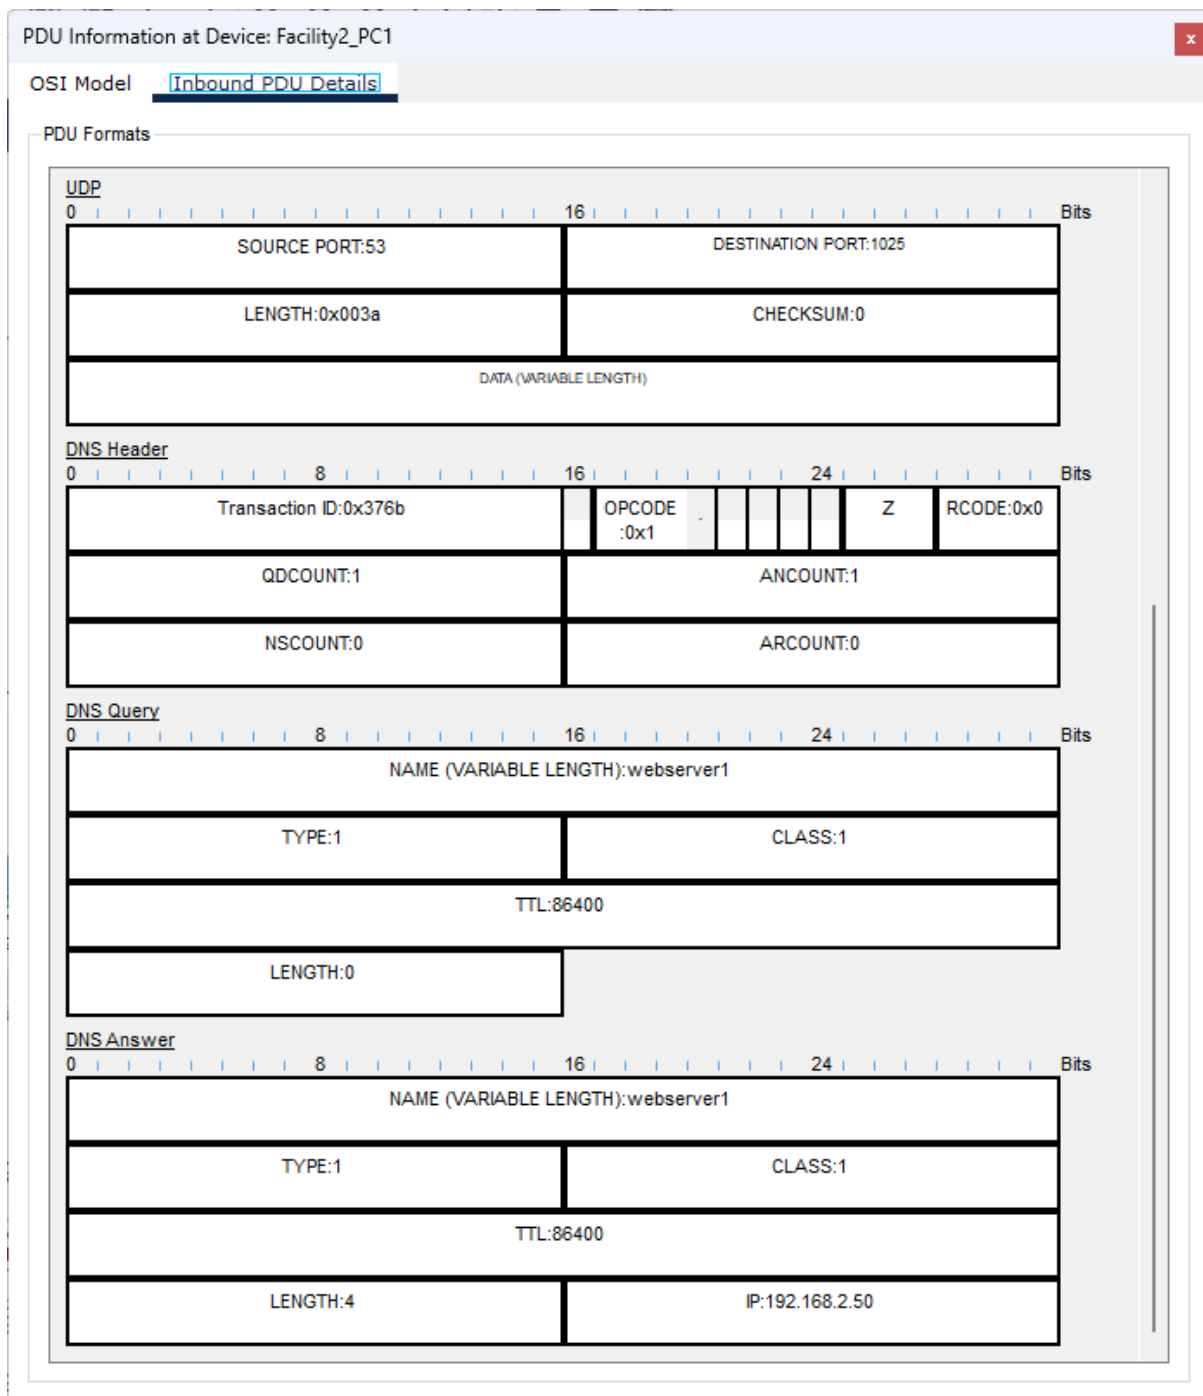 PDU Information at Device: Facility2_PC1
x
OSI Model Inbound PDU Details
PDU Formats
UDP
0 16 Bits
SOURCE PORT:53 DESTINATION PORT:1025
LENGTH:0x003a CHECKSUM:0
DATA (VARIABLE LENGTH)
DNS Header
0 8 16 24 Bits
Transaction ID:0x376b OPCODE Z RCODE:0x0
:0x1
QDCOUNT:1 ANCOUNT:1
NSCOUNT:0 ARCOUNT:0
DNS Query
0 8 16 24 Bits
NAME (VARIABLE LENGTH):webserver1
TYPE:1 CLASS:1
TTL:86400
LENGTH:0
DNS Answer
0 8 16 24 Bits
NAME (VARIABLE LENGTH):webserver1
TYPE:1 CLASS:1
TTL:86400
LENGTH:4 IP:192.168.2.50